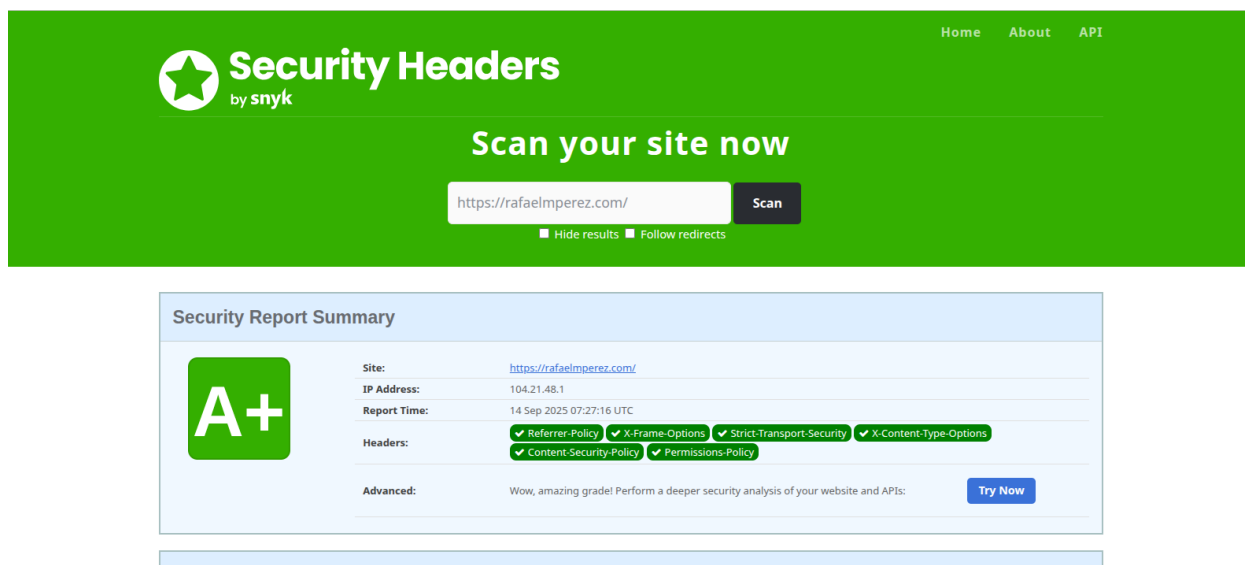 Home About API
Security Headers
by snyk
Scan your site now
https://rafaelmperez.com/ Scan
Hide results Follow redirects
Security Report Summary
A+
Site: https://rafaelmperez.com/
IP Address: 104.21.48.1
Report Time: 14 Sep 2025 07:27:16 UTC
Headers: Referrer-Policy X-Frame-Options Strict-Transport-Security X-Content-Type-Options
Content-Security-Policy Permissions-Policy
Advanced: Wow, amazing grade! Perform a deeper security analysis of your website and APIs: Try Now